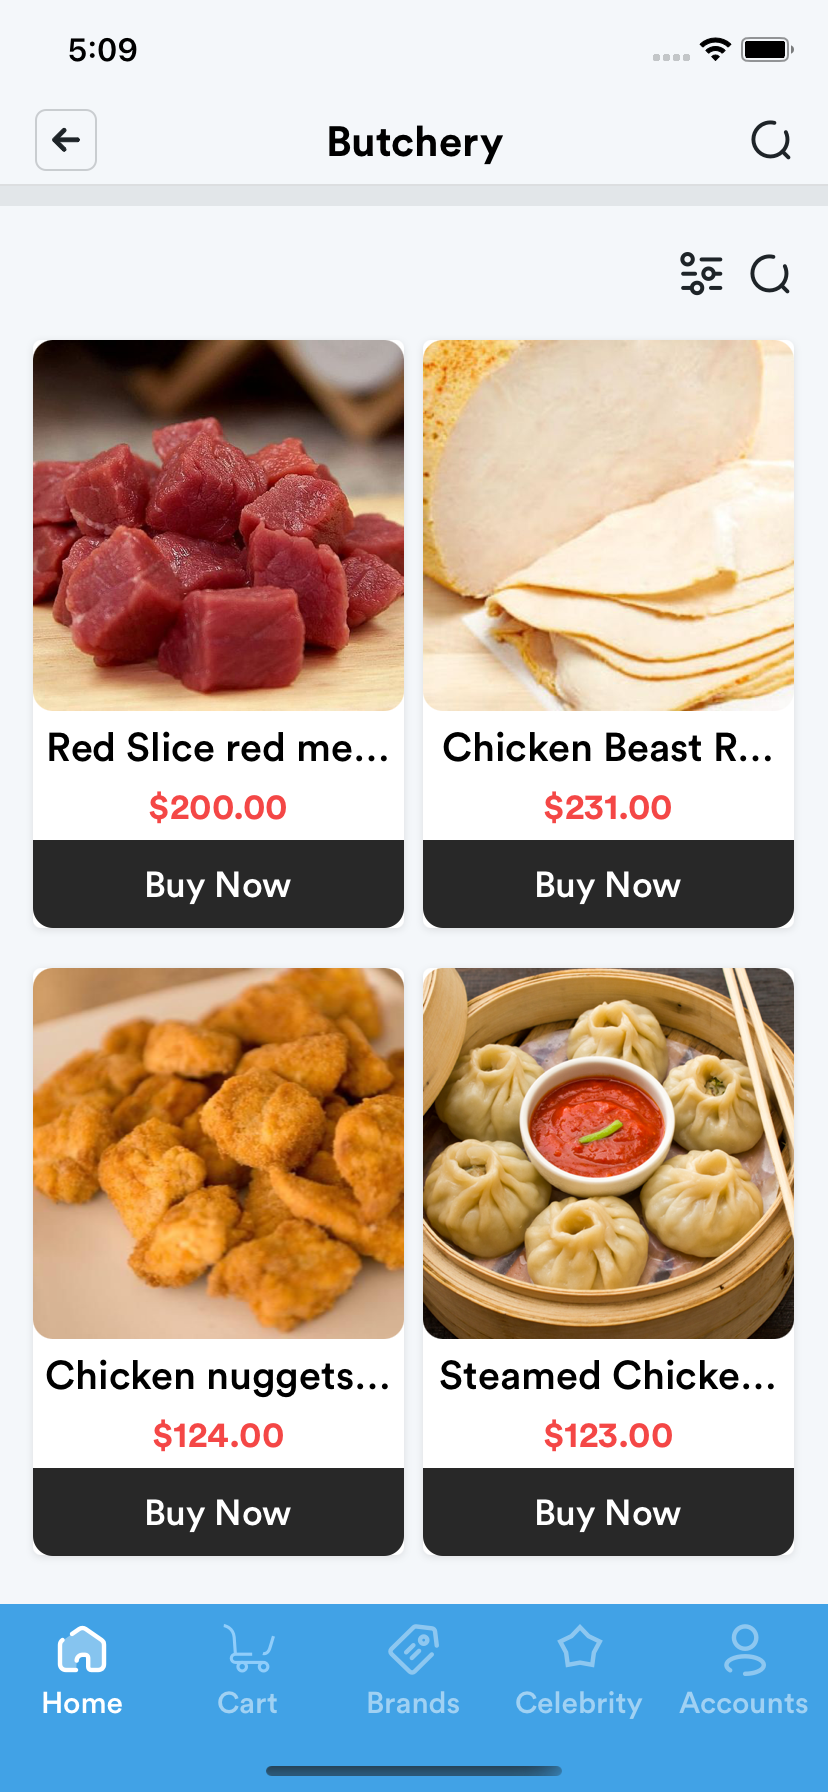 5:09
Butchery
Red Slice red me...
Chicken Beast R...
$200.00
$231.00
Buy Now
Buy Now
Chicken nuggets...
Steamed Chicke...
$124.00
$123.00
Buy Now
Buy Now
Home
Cart
Brands
Celebrity
Accounts